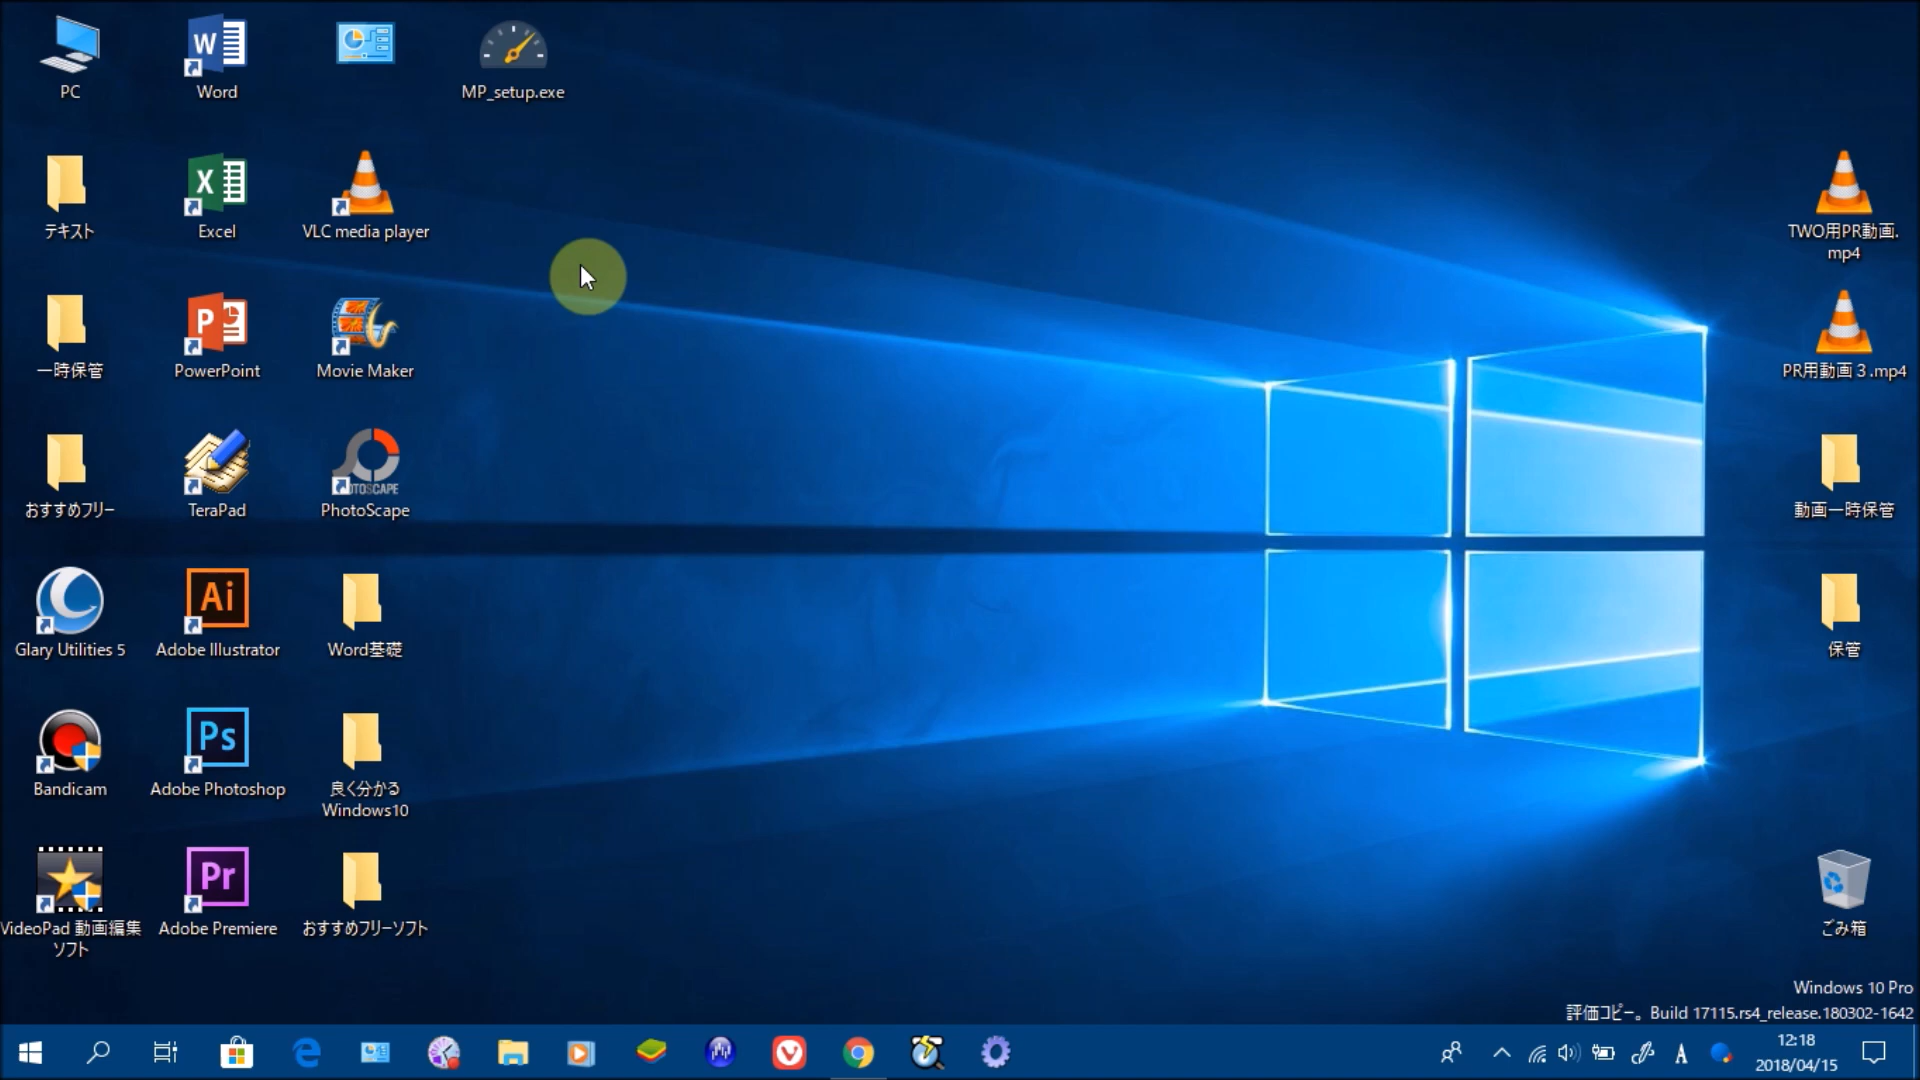 PC
Word
MP_setup.exe
テキスト
Excel
VLC media player
TWO用PR動画.
mp4
一時保管
PowerPoint
Movie Maker
PR用動画３.mp4
おすすめフリー
TeraPad
PHOTOSCAPE
PhotoScape
動画一時保管
Glary Utilities 5
Ai
Adobe Illustrator
Word基礎
保管
Bandicam
Ps
Adobe Photoshop
良く分かる
Windows10
VideoPad 動画編集
ソフト
Pr
Adobe Premiere
おすすめフリーソフト
ごみ箱
Windows 10 Pro
評価コピー。Build 17115.rs4_release.180302-1642
A
12:18
2018/04/15